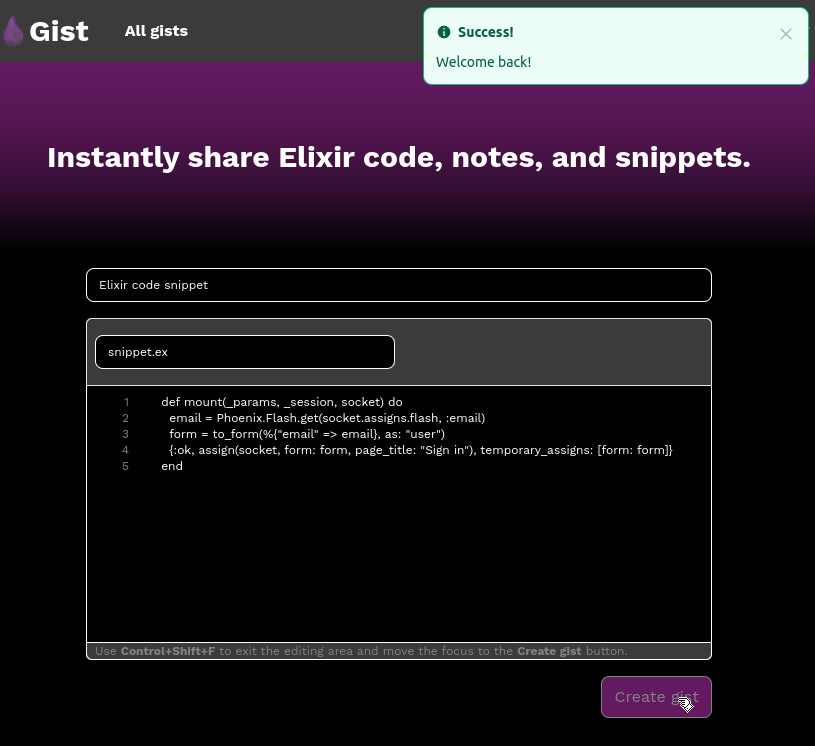 Gist
All gists
Success!
Welcome back!
Instantly share Elixir code, notes, and snippets.
Elixir code snippet
snippet.ex
1 def mount(_params, _session, socket) do
2   email = Phoenix.Flash.get(socket.assigns.flash, :email)
3   form = to_form(%{"email" => email}, as: "user")
4   {:ok, assign(socket, form: form, page_title: "Sign in"), temporary_assigns: [form: form]}
5 end
Use Control+Shift+F to exit the editing area and move the focus to the Create gist button.
Create gist